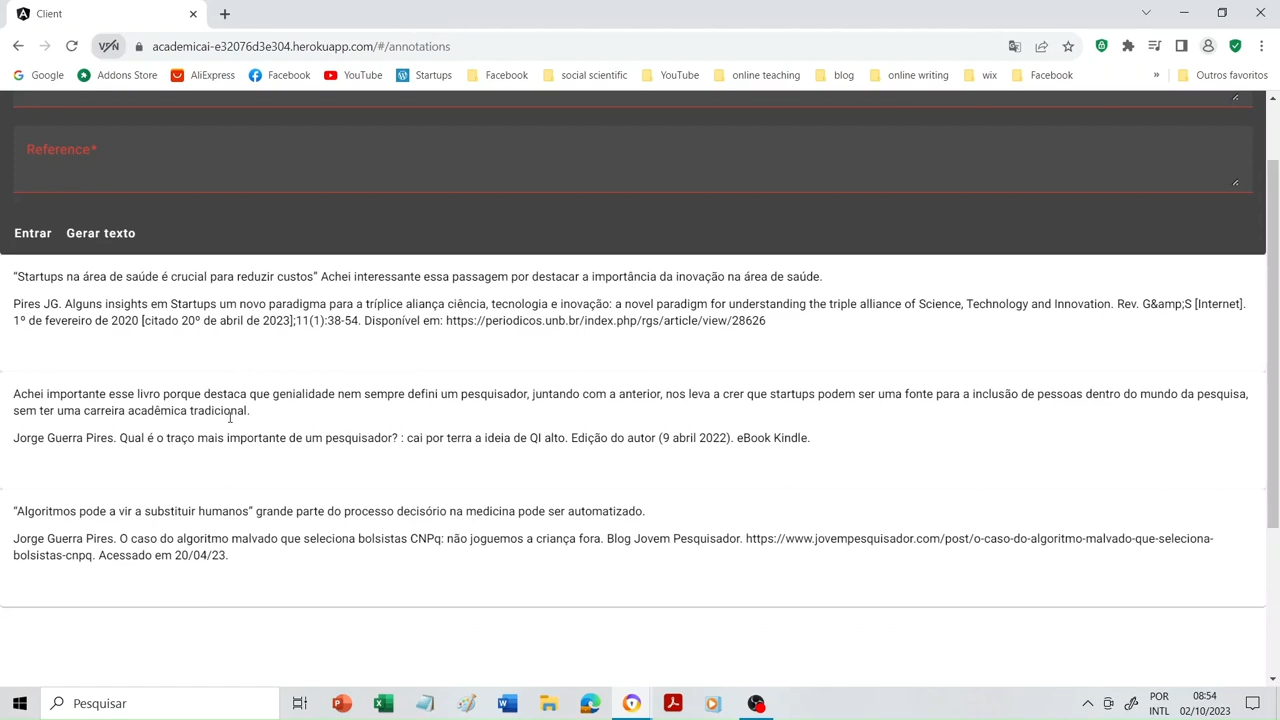 Client
academicai-e32076d3e304.herokuapp.com/#/annotations
VPN
Google
Addons Store
AliExpress
Facebook
YouTube
Startups
Facebook
social scientific
YouTube
online teaching
blog
online writing
wix
Facebook
»
Outros favoritos
Reference*
Entrar
Gerar texto
“Startups na área de saúde é crucial para reduzir custos” Achei interessante essa passagem por destacar a importância da inovação na área de saúde.
Pires JG. Alguns insights em Startups um novo paradigma para a tríplice aliança ciência, tecnologia e inovação: a novel paradigm for understanding the triple alliance of Science, Technology and Innovation. Rev. G&amp;S [Internet].
1º de fevereiro de 2020 [citado 20º de abril de 2023];11(1):38-54. Disponível em: https://periodicos.unb.br/index.php/rgs/article/view/28626
Achei importante esse livro porque destaca que genialidade nem sempre defini um pesquisador, juntando com a anterior, nos leva a crer que startups podem ser uma fonte para a inclusão de pessoas dentro do mundo da pesquisa,
sem ter uma carreira acadêmica tradicional.
Jorge Guerra Pires. Qual é o traço mais importante de um pesquisador? : cai por terra a ideia de QI alto. Edição do autor (9 abril 2022). eBook Kindle.
“Algoritmos pode a vir a substituir humanos” grande parte do processo decisório na medicina pode ser automatizado.
Jorge Guerra Pires. O caso do algoritmo malvado que seleciona bolsistas CNPq: não joguemos a criança fora. Blog Jovem Pesquisador. https://www.jovempesquisador.com/post/o-caso-do-algoritmo-malvado-que-seleciona-
bolsistas-cnpq. Acessado em 20/04/23.
Pesquisar
POR
INTL
08:54
02/10/2023